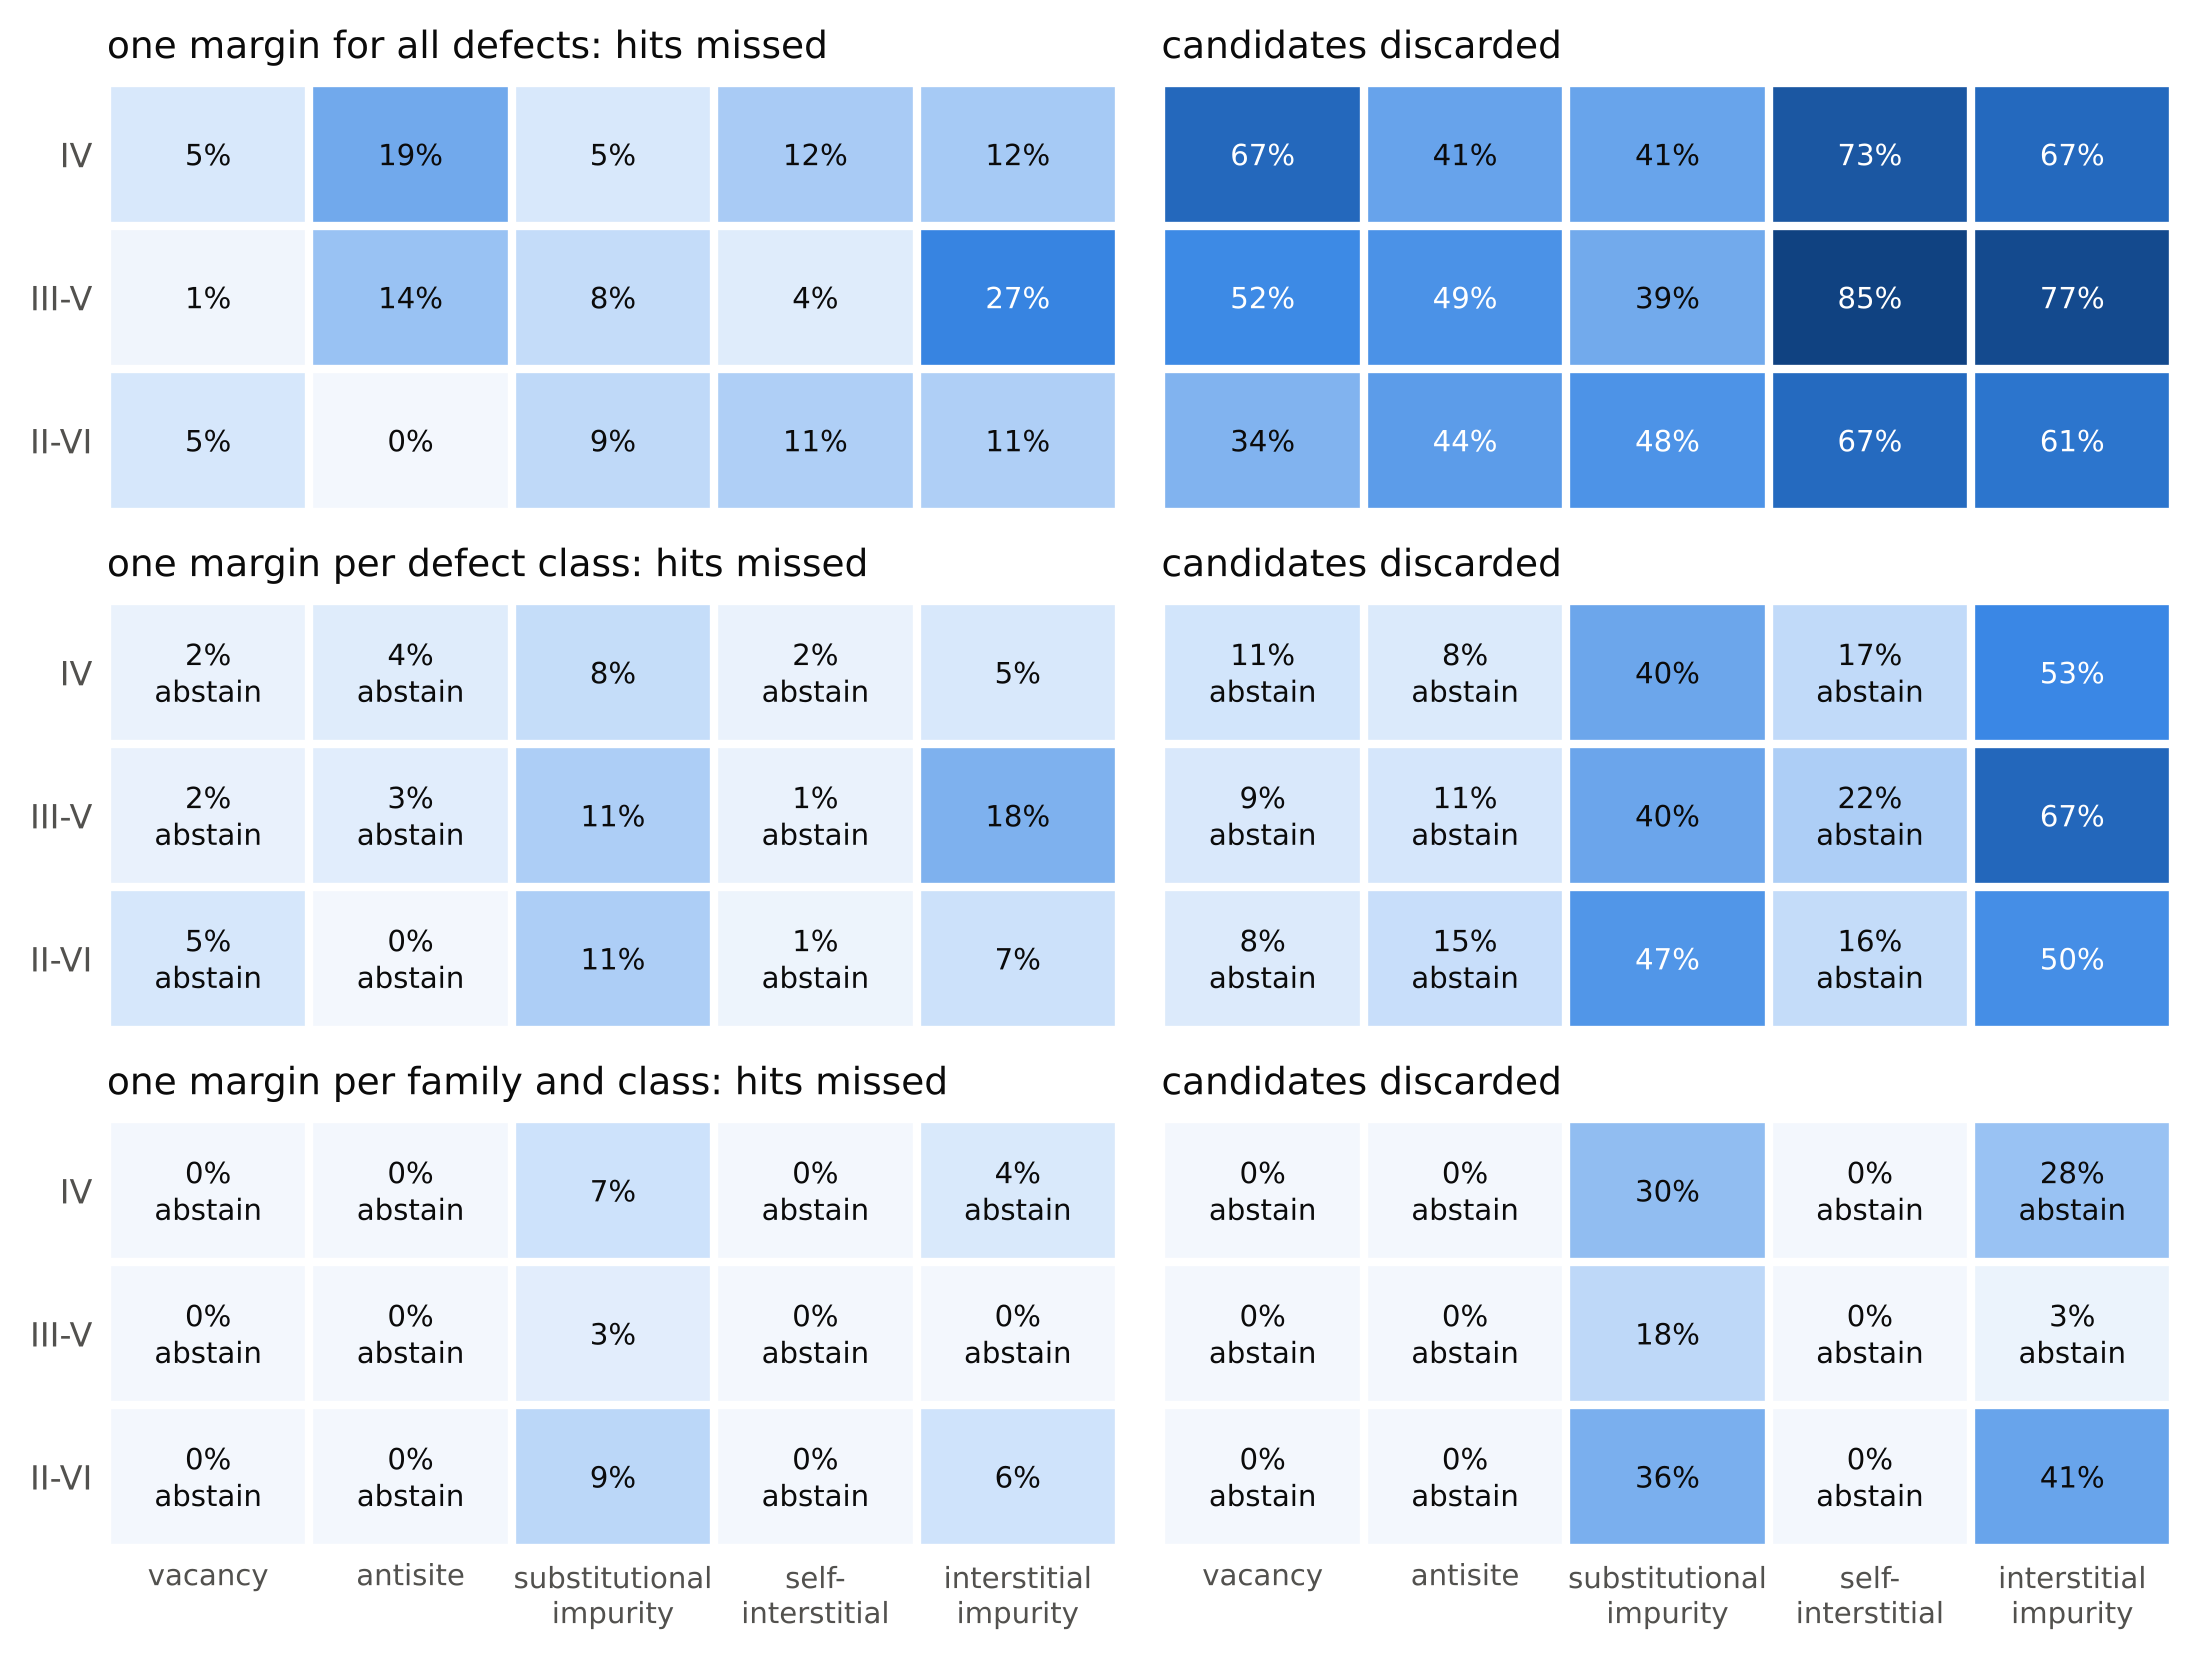 one margin for all defects: hits missed
candidates discarded
IV 5% 19% 5% 12% 12% 67% 41% 41% 73% 67%
III-V 1% 14% 8% 4% 27% 52% 49% 39% 85% 77%
II-VI 5% 0% 9% 11% 11% 34% 44% 48% 67% 61%
one margin per defect class: hits missed
candidates discarded
2% 4% 2% 11% 8% 17%
IV 8% 5% 40% 53%
abstain abstain abstain abstain abstain abstain
2% 3% 1% 9% 11% 22%
III-V 11% 18% 40% 67%
abstain abstain abstain abstain abstain abstain
5% 0% 1% 8% 15% 16%
II-VI 11% 7% 47% 50%
abstain abstain abstain abstain abstain abstain
one margin per family and class: hits missed
candidates discarded
0% 0% 0% 4% 0% 0% 0% 28%
IV 7% 30%
abstain abstain abstain abstain abstain abstain abstain abstain
0% 0% 0% 0% 0% 0% 0% 3%
III-V 3% 18%
abstain abstain abstain abstain abstain abstain abstain abstain
0% 0% 0% 0% 0% 0%
II-VI 9% 6% 36% 41%
abstain abstain abstain abstain abstain abstain
vacancy antisite substitutional self- interstitial vacancy antisite substitutional self- interstitial
impurity interstitial impurity impurity interstitial impurity